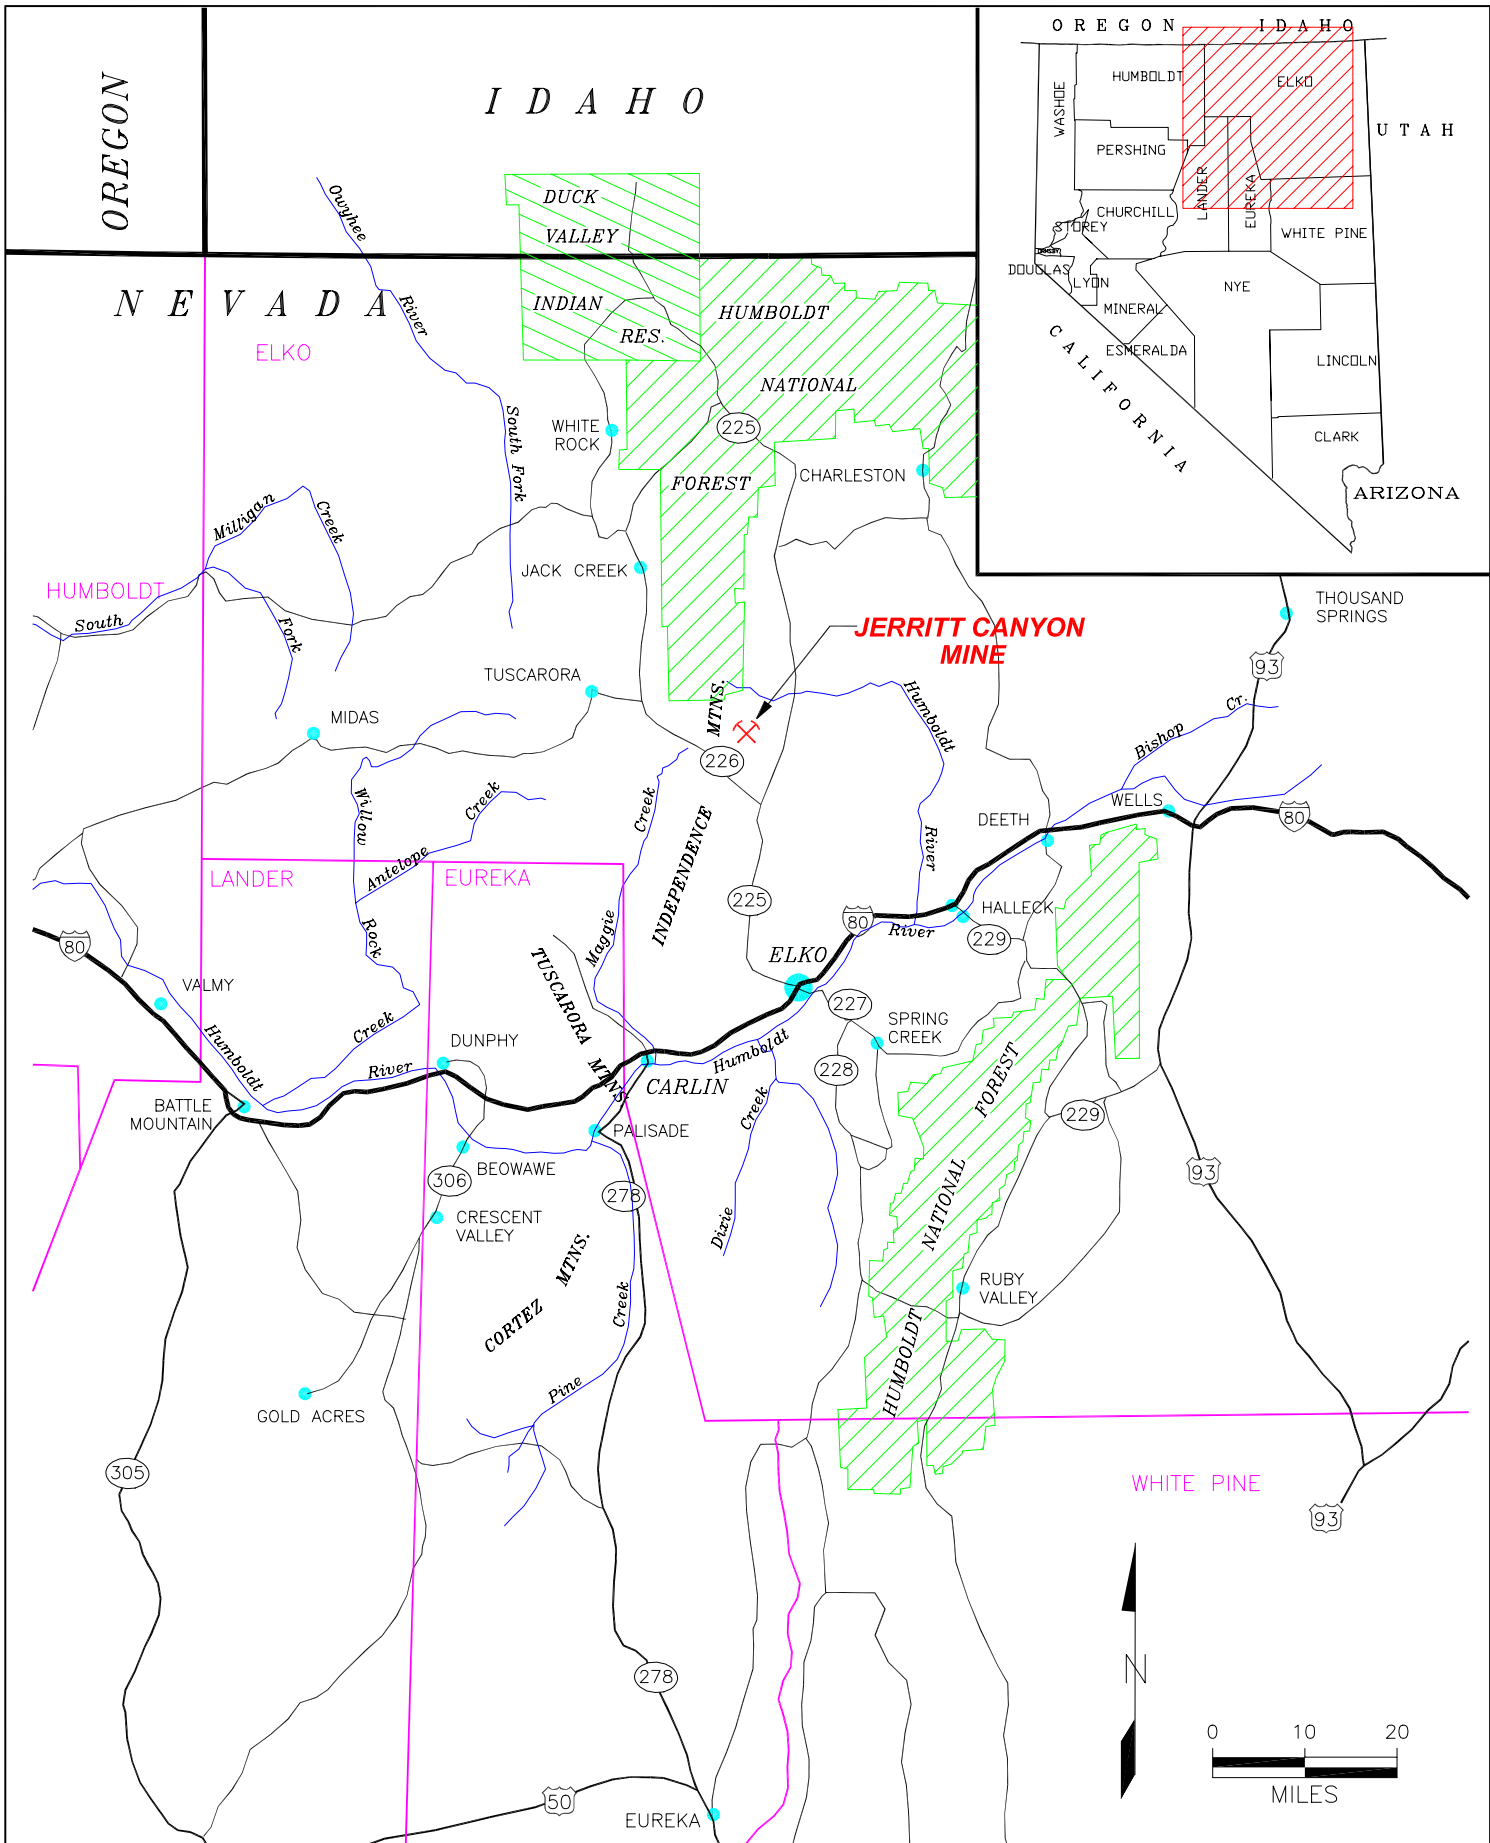 OREGON
IDAHO
NEVADA
OREGON
IDAHO
UTAH
CALIFORNIA
ARIZONA
WASHOE
HUMBOLDT
ELKO
PERSHING
LANDER
EUREKA
CHURCHILL
STOREY
WHITE PINE
DOUGLAS
LYON
NYE
MINERAL
ESMERALDA
LINCOLN
CLARK
DUCK
VALLEY
INDIAN
RES.
HUMBOLDT
NATIONAL
FOREST
Owyhee
River
South Fork
ELKO
WHITE
ROCK
225
CHARLESTON
Milligan
Creek
JACK CREEK
HUMBOLDT
South
Fork
THOUSAND
SPRINGS
JERRITT CANYON
MINE
93
TUSCARORA
MTNS.
Humboldt
River
Bishop
Cr.
MIDAS
226
Willow
Rock
Creek
Creek
Antelope
Creek
Maggie
INDEPENDENCE
WELLS
DEETH
80
LANDER
EUREKA
225
80
HALLECK
River
229
80
TUSCARORA
MTNS.
ELKO
VALMY
227
SPRING
CREEK
Humboldt
DUNPHY
River
Humboldt
CARLIN
228
FOREST
BATTLE
MOUNTAIN
Creek
Dixie
PALISADE
229
BEOWAWE
306
278
93
NATIONAL
CRESCENT
VALLEY
MTNS.
CORTEZ
Creek
Pine
RUBY
VALLEY
HUMBOLDT
GOLD ACRES
305
WHITE PINE
93
278
N
0 10 20
MILES
50
EUREKA